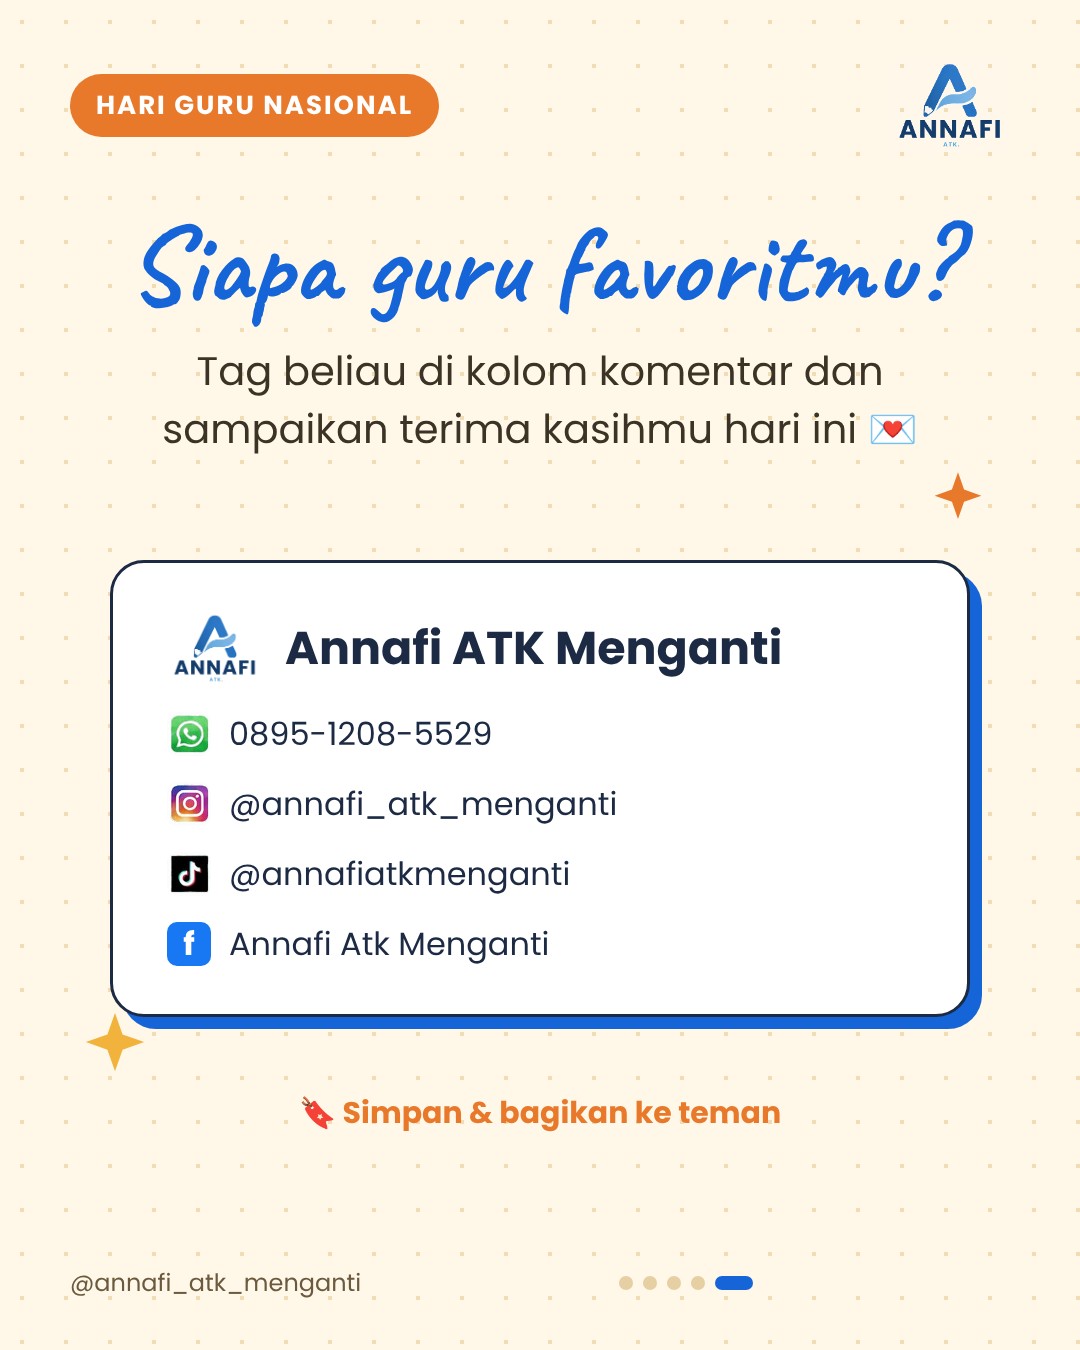 HARI GURU NASIONAL
ANNAFI
ATK.
Siapa guru favoritmu?
Tag beliau di kolom komentar dan
sampaikan terima kasihmu hari ini 💌
ANNAFI
ATK.
Annafi ATK Menganti
0895-1208-5529
@annafi_atk_menganti
@annafiatkmenganti
Annafi Atk Menganti
🔖 Simpan & bagikan ke teman
@annafi_atk_menganti